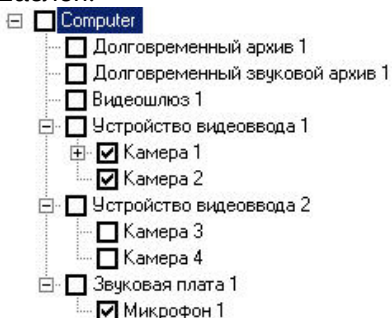 Computer
Долговременный архив 1
Долговременный звуковой архив 1
Видеошлюз 1
Устройство видеоввода 1
Камера 1
Камера 2
Устройство видеоввода 2
Камера 3
Камера 4
Звуковая плата 1
Микрофон 1